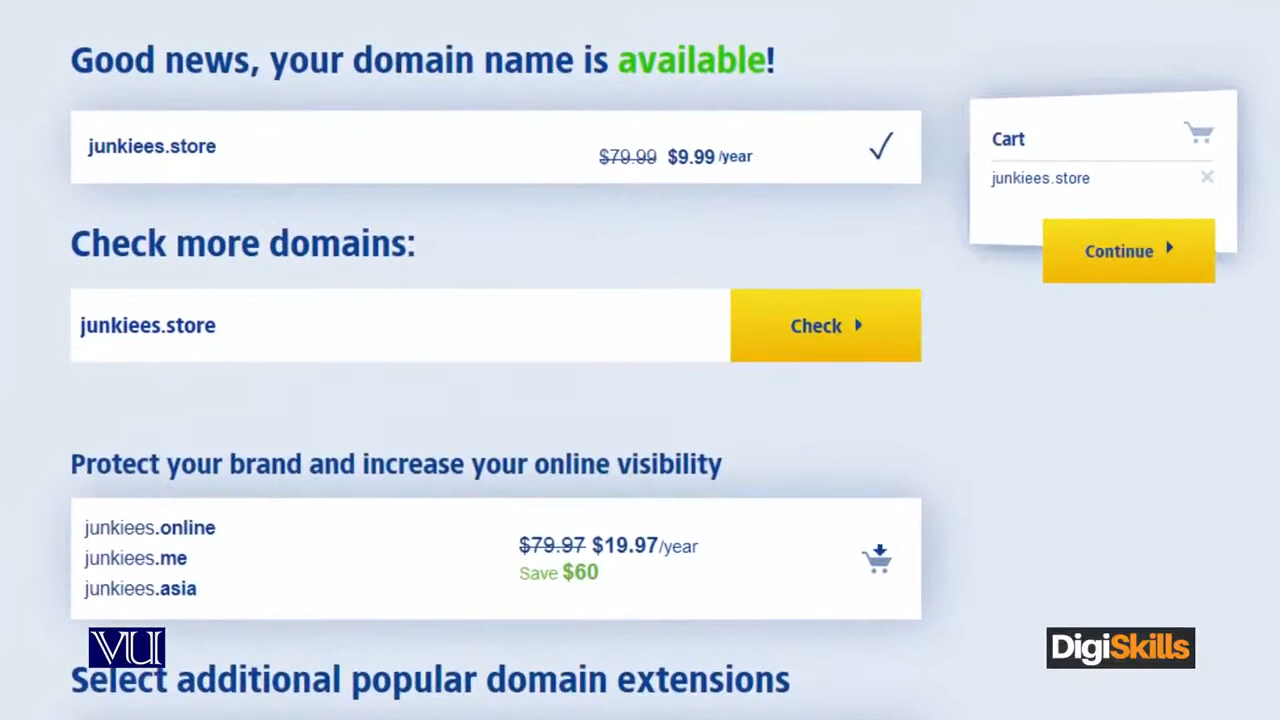 Good news, your domain name is available!
junkiees.store
$79.99 $9.99 /year
Cart
junkiees.store
Continue
Check more domains:
junkiees.store
Check
Protect your brand and increase your online visibility
junkiees.online
junkiees.me
junkiees.asia
$79.97 $19.97/year
Save $60
VU
DigiSkills
Select additional popular domain extensions